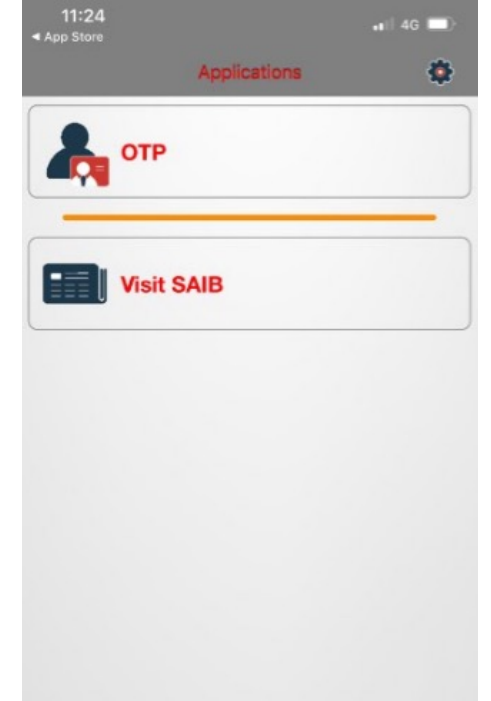 11:24
4G
◀ App Store
Applications
OTP
Visit SAIB